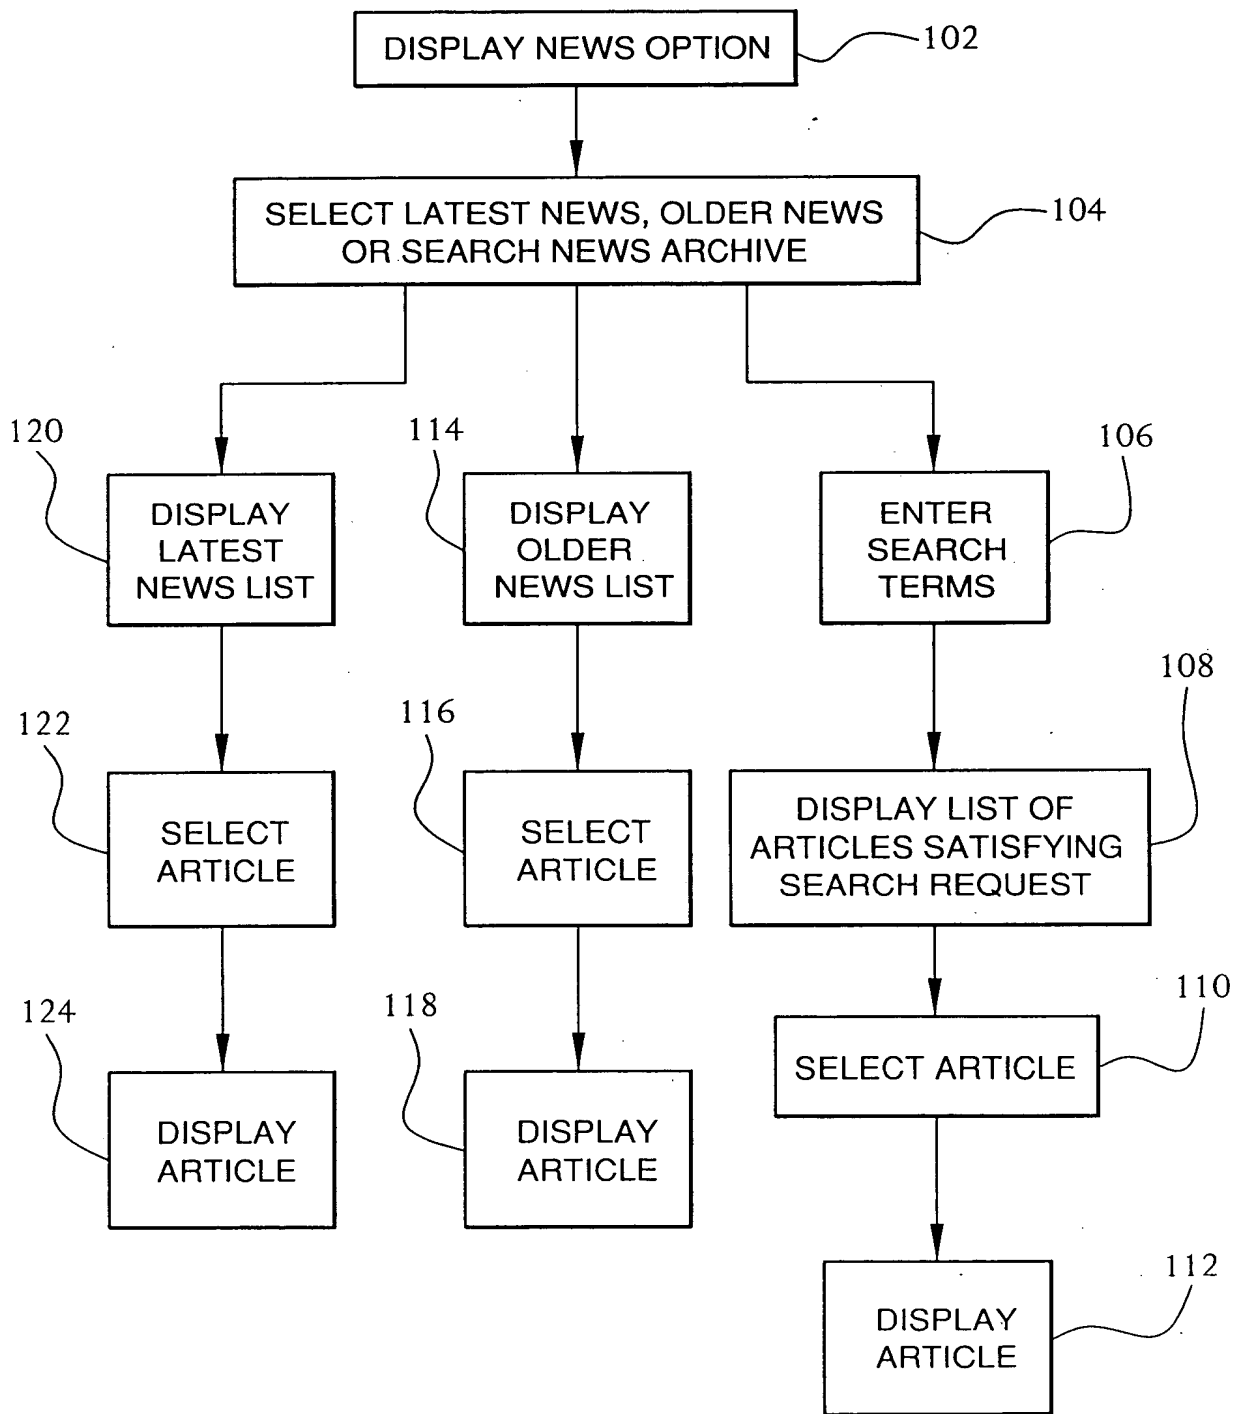 DISPLAY NEWS OPTION
102
SELECT LATEST NEWS, OLDER NEWS
OR SEARCH NEWS ARCHIVE
104
120
DISPLAY
LATEST
NEWS LIST
114
DISPLAY
OLDER
NEWS LIST
106
ENTER
SEARCH
TERMS
122
SELECT
ARTICLE
116
SELECT
ARTICLE
108
DISPLAY LIST OF
ARTICLES SATISFYING
SEARCH REQUEST
124
DISPLAY
ARTICLE
118
DISPLAY
ARTICLE
110
SELECT ARTICLE
112
DISPLAY
ARTICLE